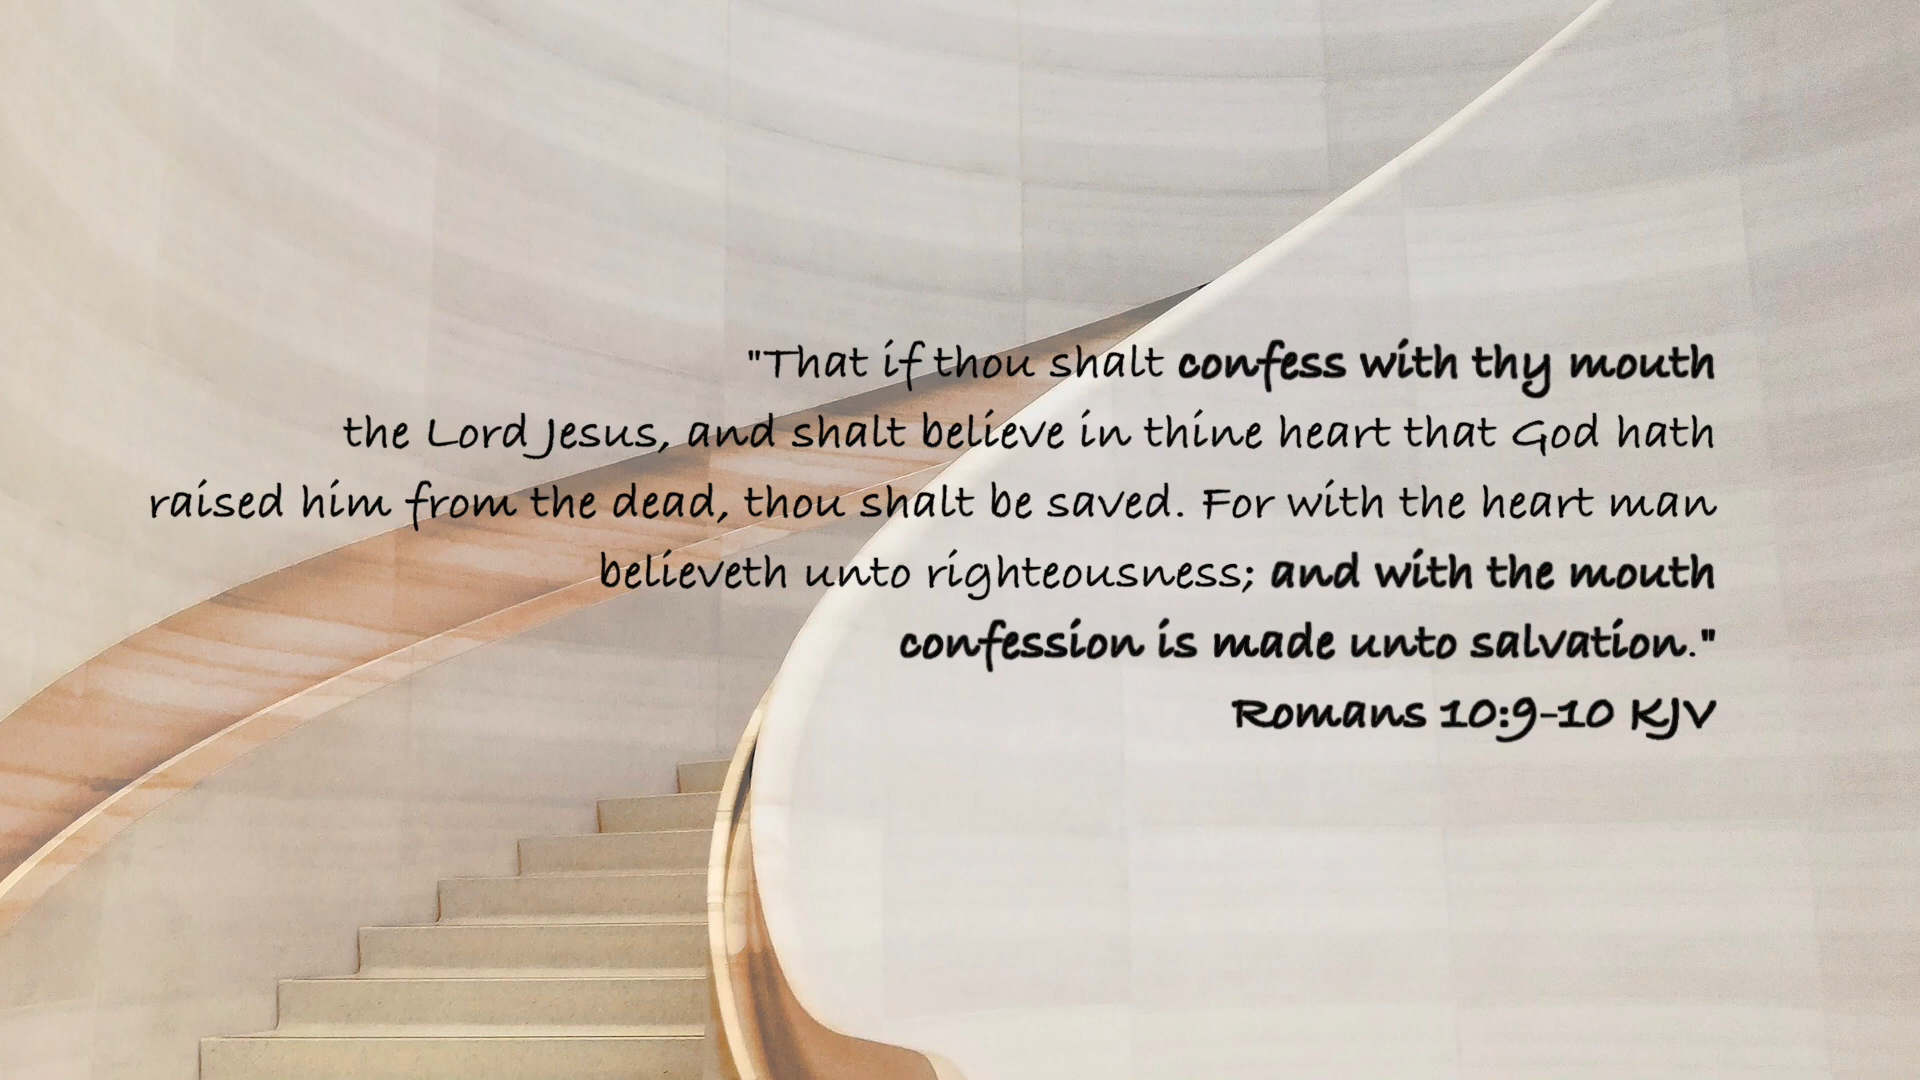 "That if thou shalt confess with thy mouth
the Lord Jesus, and shalt believe in thine heart that God hath
raised him from the dead, thou shalt be saved. For with the heart man
believeth unto righteousness; and with the mouth
confession is made unto salvation."
Romans 10:9-10 KJV